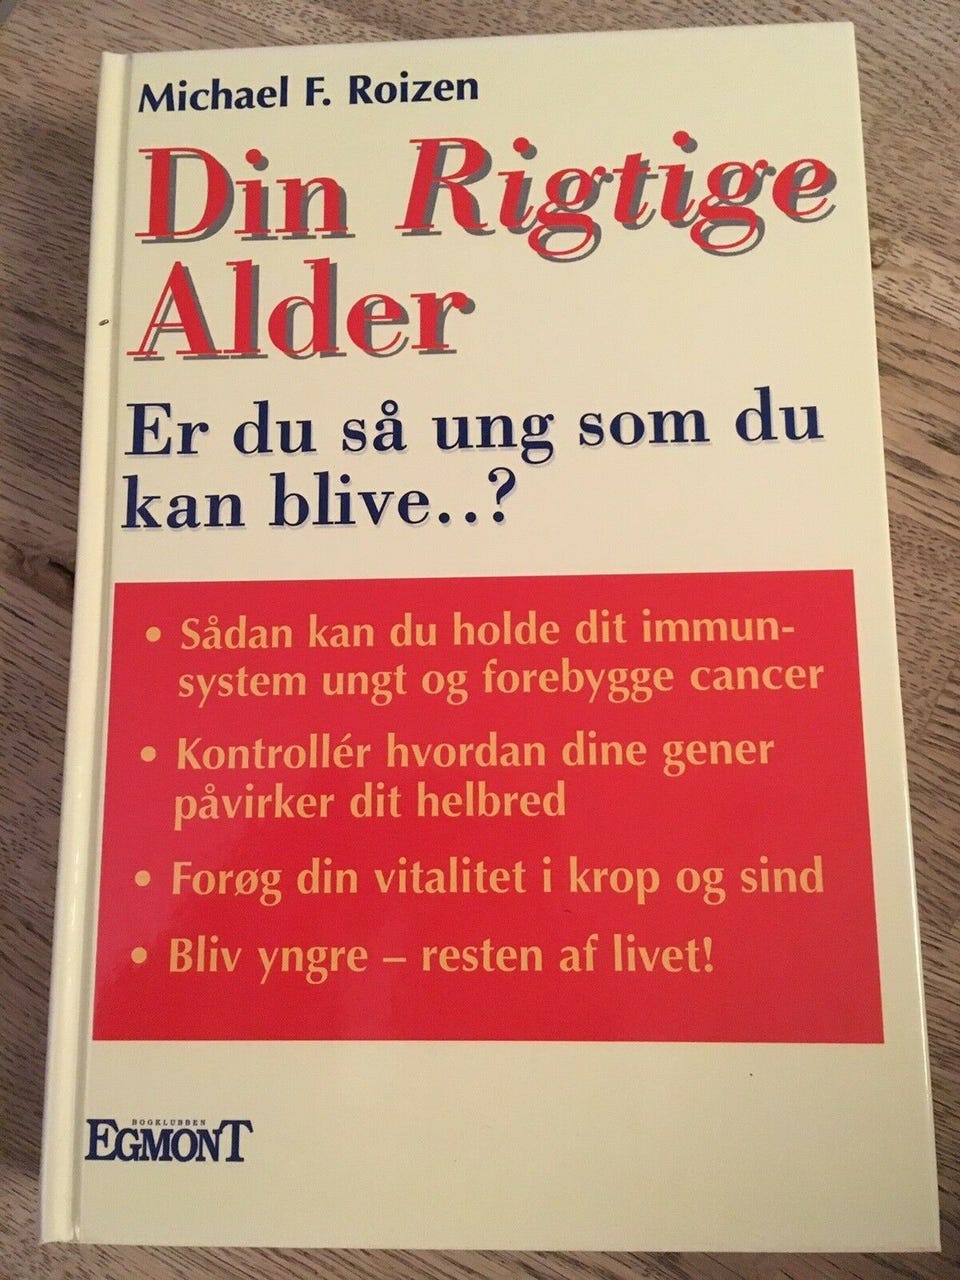 Michael F. Roizen
Din Rigtige
Alder
Er du så ung som du
kan blive..?
• Sådan kan du holde dit immun-
system ungt og forebygge cancer
• Kontrollér hvordan dine gener
påvirker dit helbred
• Forøg din vitalitet i krop og sind
• Bliv yngre – resten af livet!
BOGKLUBBEN
EGMONT